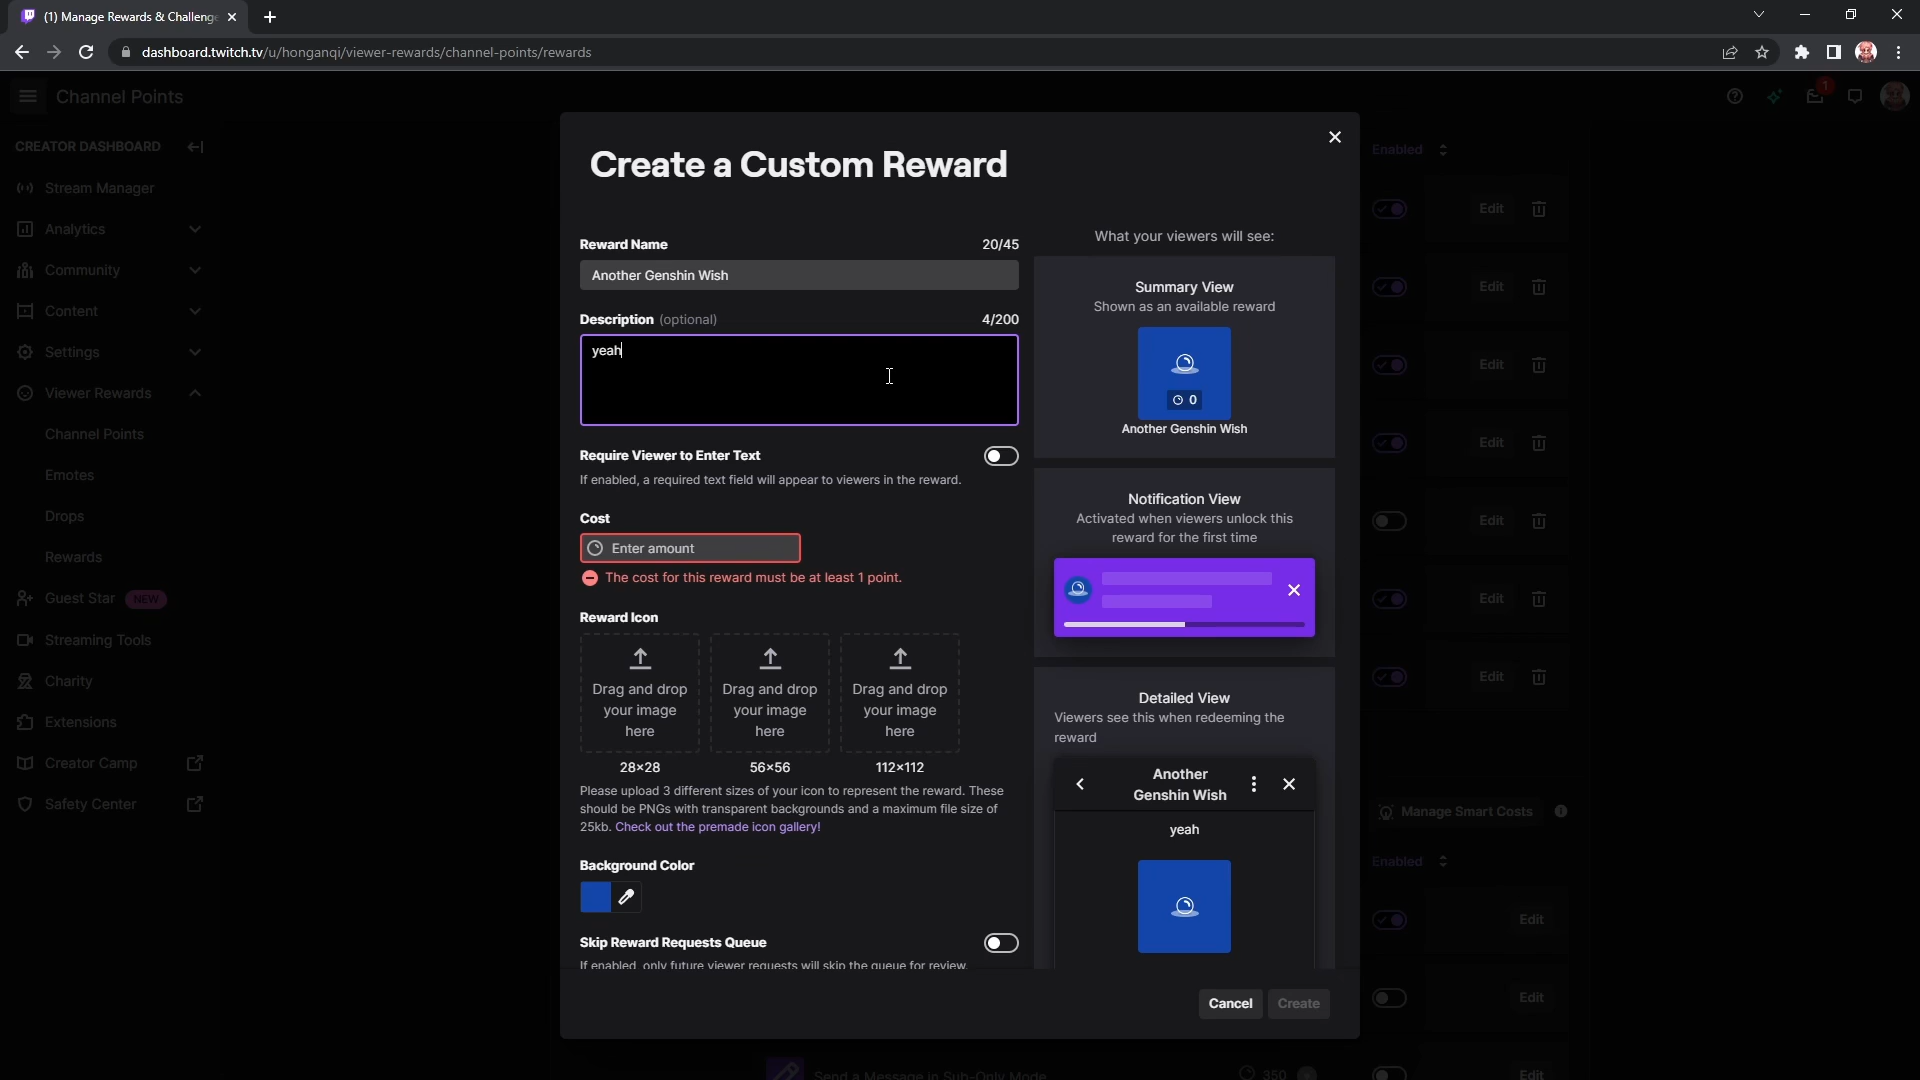 (1) Manage Rewards & Challenge
dashboard.twitch.tv/u/honganqi/viewer-rewards/channel-points/rewards
Channel Points
1
CREATOR DASHBOARD
Stream Manager
Analytics
Community
Content
Settings
Viewer Rewards
Channel Points
Emotes
Drops
Rewards
Guest Star NEW
Streaming Tools
Charity
Extensions
Creator Camp
Safety Center
Create a Custom Reward
Reward Name 20/45
Another Genshin Wish
Description (optional) 4/200
yeah
Require Viewer to Enter Text
If enabled, a required text field will appear to viewers in the reward.
Cost
Enter amount
The cost for this reward must be at least 1 point.
Reward Icon
Drag and drop your image here
28×28
Drag and drop your image here
56×56
Drag and drop your image here
112×112
Please upload 3 different sizes of your icon to represent the reward. These
should be PNGs with transparent backgrounds and a maximum file size of
25kb. Check out the premade icon gallery!
Background Color
Skip Reward Requests Queue
If enabled, only future viewer requests will skip the queue for review.
What your viewers will see:
Summary View
Shown as an available reward
0
Another Genshin Wish
Notification View
Activated when viewers unlock this
reward for the first time
Detailed View
Viewers see this when redeeming the
reward
Another
Genshin Wish
yeah
Cancel Create
Enabled
Edit
Edit
Edit
Edit
Edit
Edit
Edit
Manage Smart Costs
Enabled
Edit
Edit
Send a Message in Sub-Only Mode 350 Edit